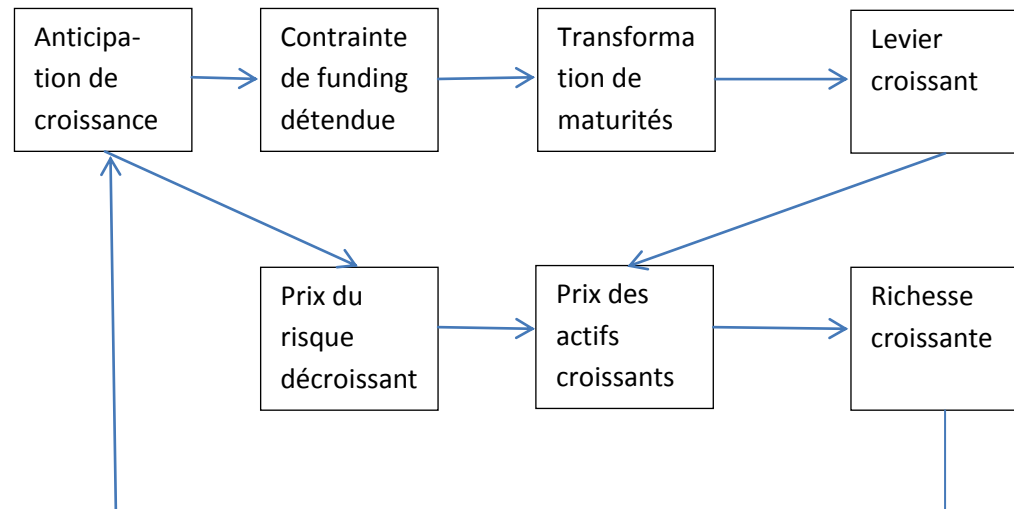 Anticipa-
tion de
croissance
Contrainte
de funding
détendue
Transforma
tion de
maturités
Levier
croissant
Prix du
risque
décroissant
Prix des
actifs
croissants
Richesse
croissante